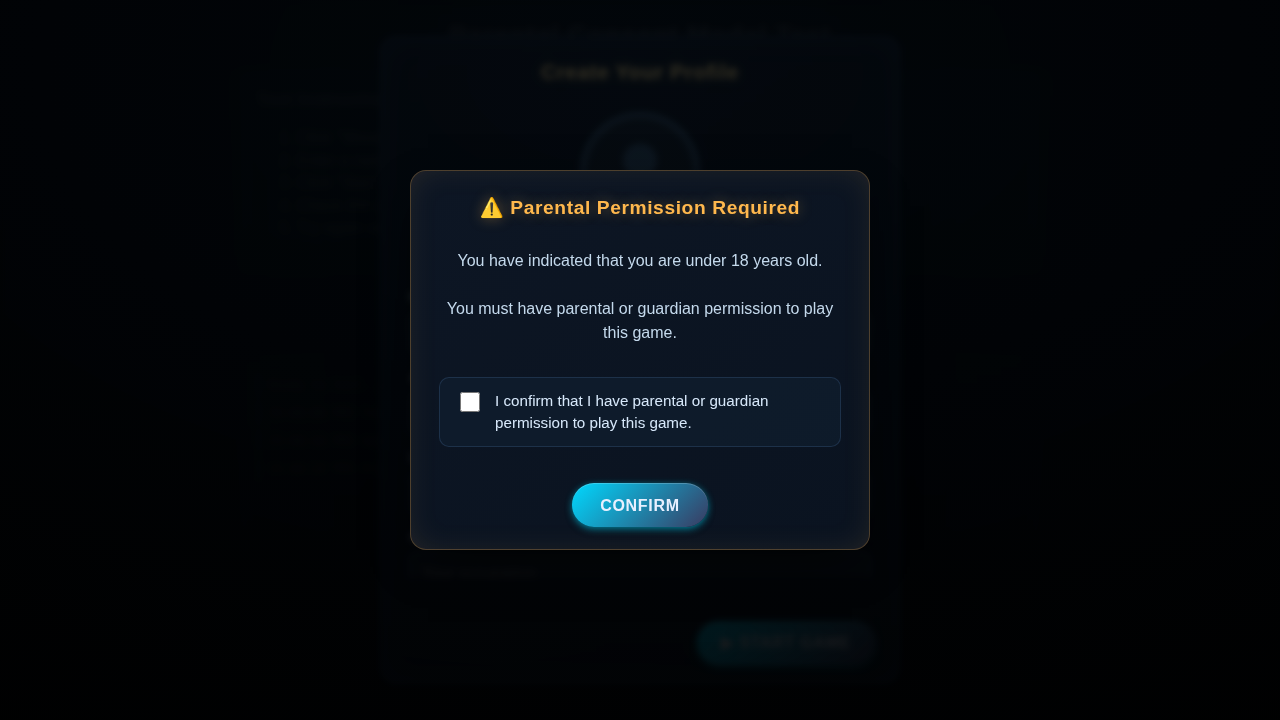 Create Your Profile
⚠️ Parental Permission Required
You have indicated that you are under 18 years old.
You must have parental or guardian permission to play
this game.
I confirm that I have parental or guardian
permission to play this game.
CONFIRM